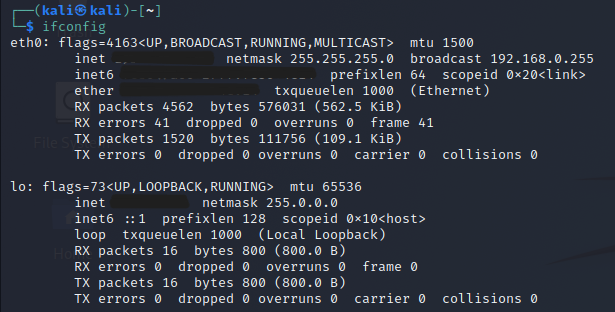 ┌──(kali㉿kali)-[~]
└─$ ifconfig
eth0: flags=4163<UP,BROADCAST,RUNNING,MULTICAST>  mtu 1500
        inet netmask 255.255.255.0  broadcast 192.168.0.255
        inet6 prefixlen 64  scopeid 0×20<link>
        ether txqueuelen 1000  (Ethernet)
        RX packets 4562  bytes 576031 (562.5 KiB)
        RX errors 41  dropped 0  overruns 0  frame 41
        TX packets 1520  bytes 111756 (109.1 KiB)
        TX errors 0  dropped 0 overruns 0  carrier 0  collisions 0

lo: flags=73<UP,LOOPBACK,RUNNING>  mtu 65536
        inet netmask 255.0.0.0
        inet6 ::1  prefixlen 128  scopeid 0×10<host>
        loop  txqueuelen 1000  (Local Loopback)
        RX packets 16  bytes 800 (800.0 B)
        RX errors 0  dropped 0  overruns 0  frame 0
        TX packets 16  bytes 800 (800.0 B)
        TX errors 0  dropped 0 overruns 0  carrier 0  collisions 0